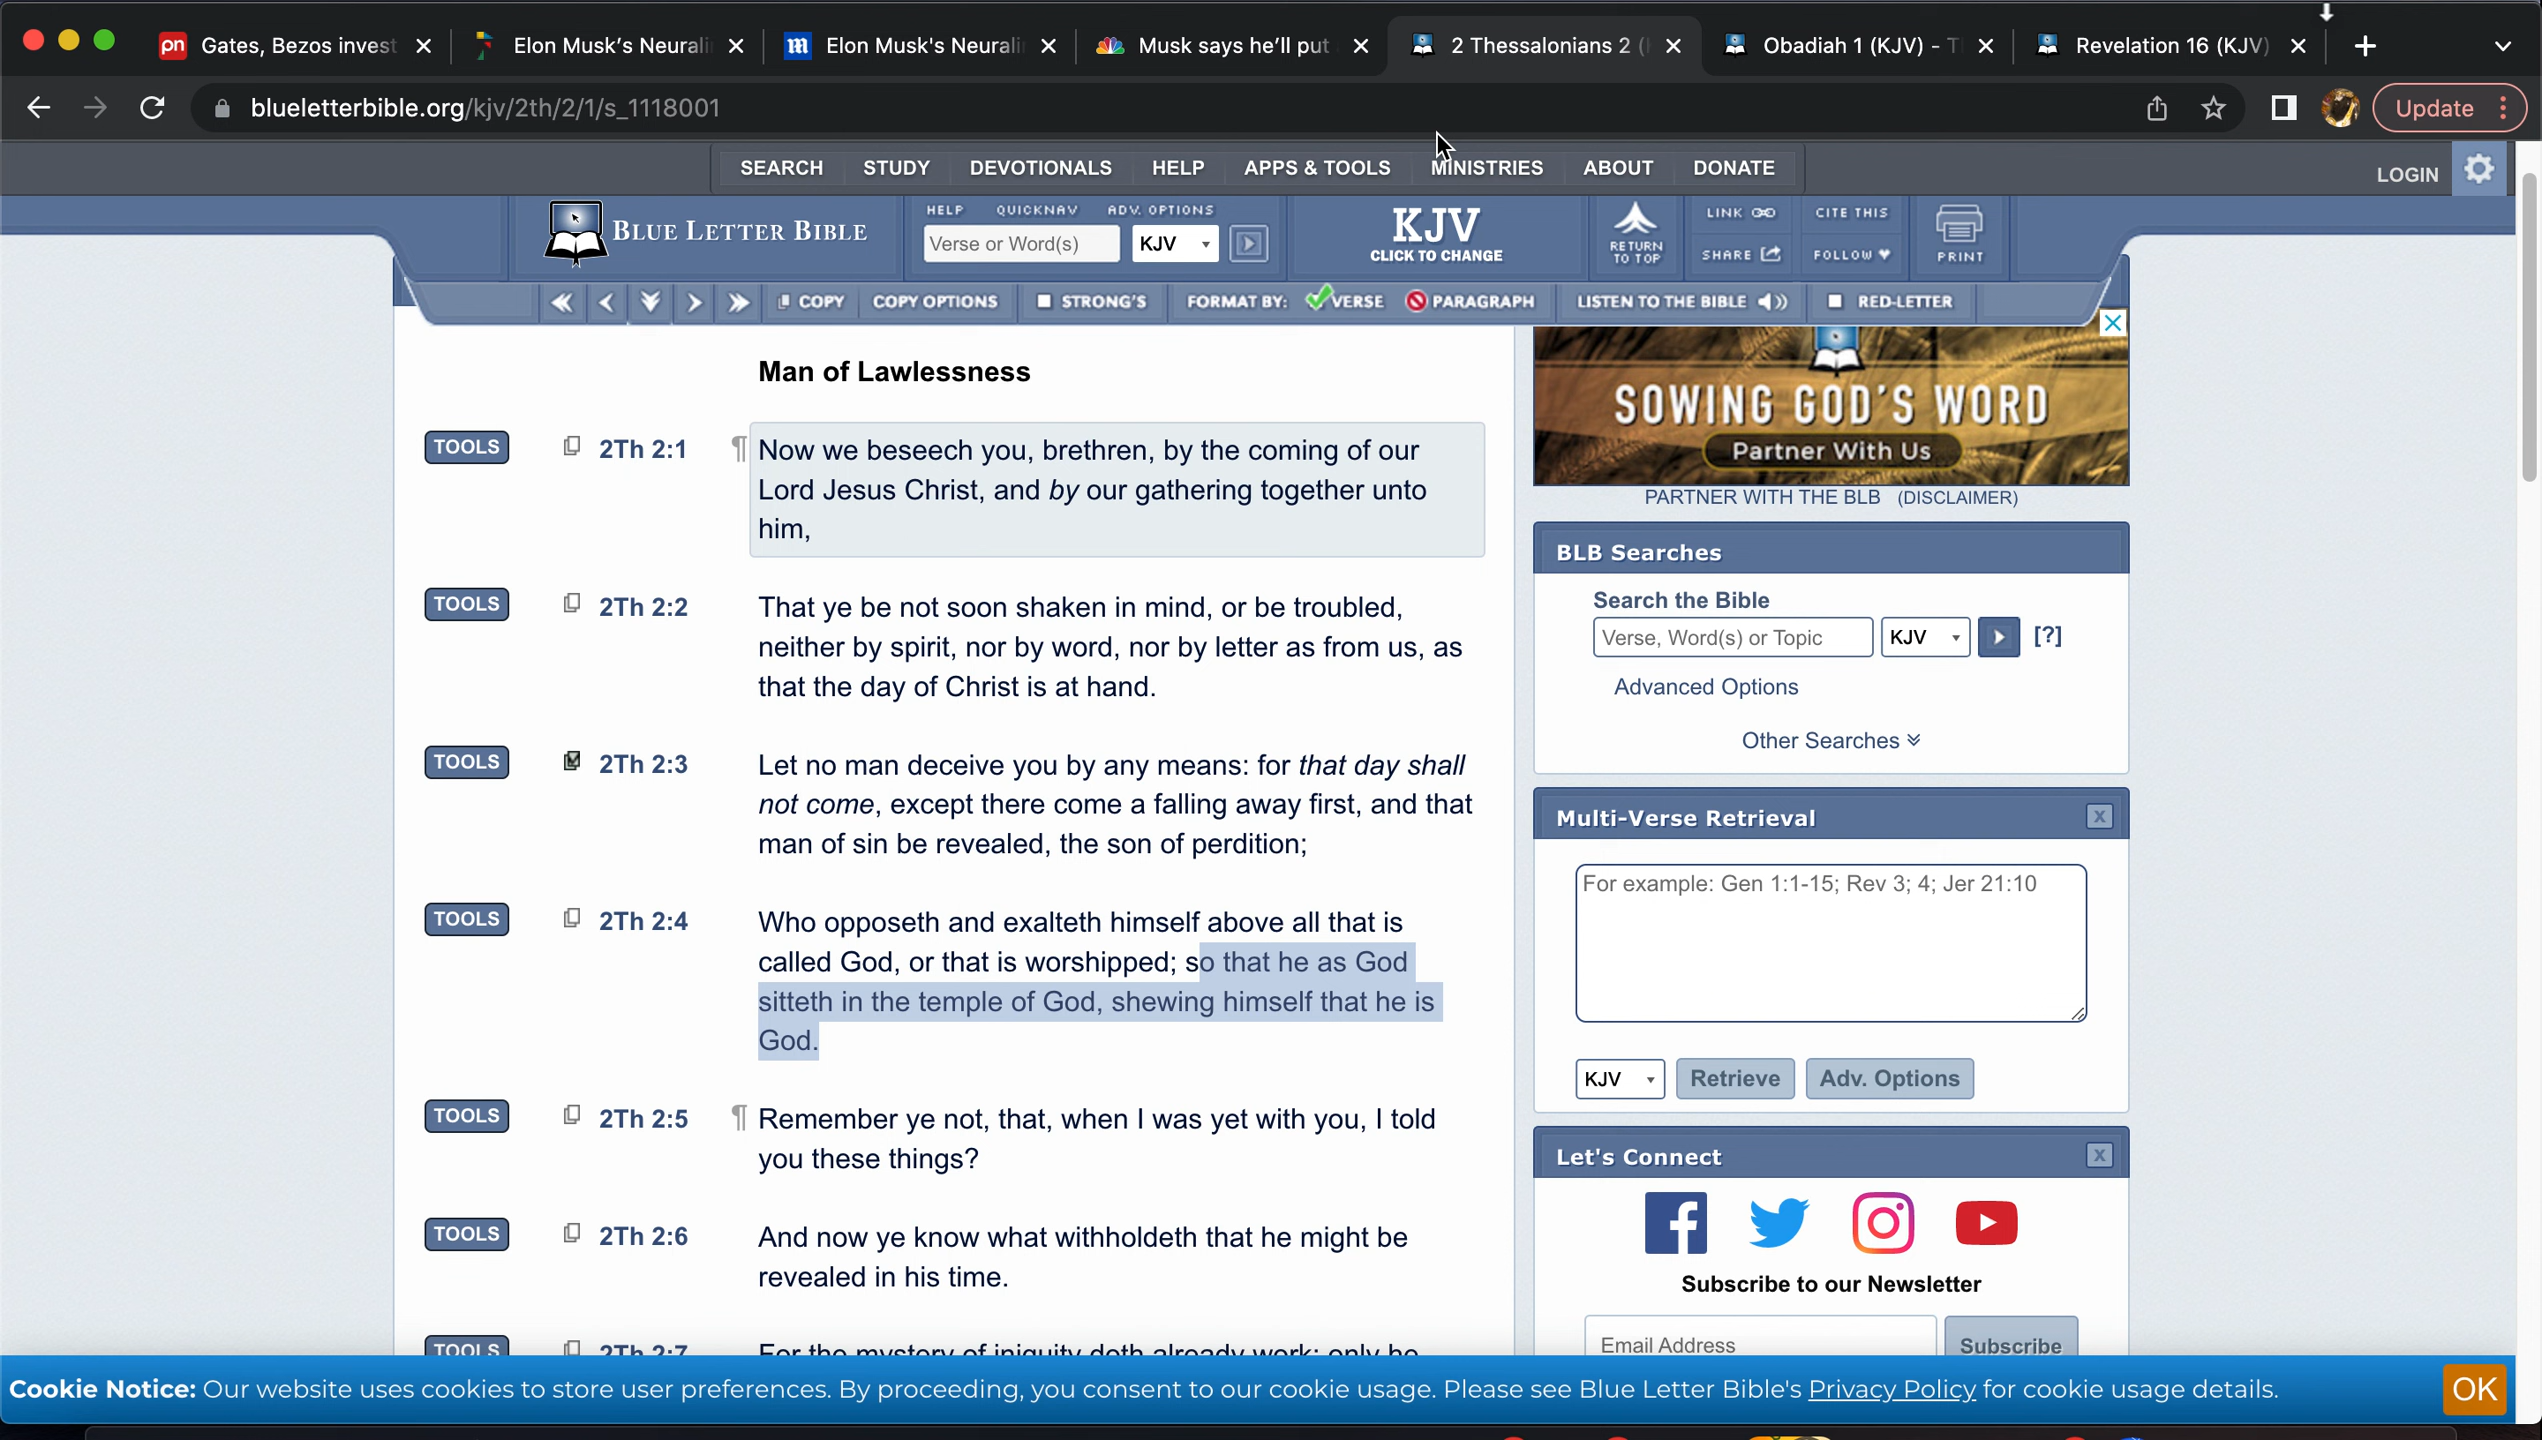 pn Gates, Bezos invest
Elon Musk's Neurali
m Elon Musk's Neurali
Musk says he'll put
2 Thessalonians 2 (
Obadiah 1 (KJV) - T
Revelation 16 (KJV)
blueletterbible.org/kjv/2th/2/1/s_1118001
Update
SEARCH STUDY DEVOTIONALS HELP APPS & TOOLS MINISTRIES ABOUT DONATE
LOGIN
BLUE LETTER BIBLE
HELP QUICKNAV ADV. OPTIONS
Verse or Word(s) KJV
KJV
CLICK TO CHANGE
RETURN
TO TOP
LINK CITE THIS
SHARE FOLLOW
PRINT
COPY COPY OPTIONS STRONG'S FORMAT BY: VERSE PARAGRAPH LISTEN TO THE BIBLE RED-LETTER
Man of Lawlessness
TOOLS 2Th 2:1 ¶ Now we beseech you, brethren, by the coming of our
Lord Jesus Christ, and by our gathering together unto
him,
TOOLS 2Th 2:2 That ye be not soon shaken in mind, or be troubled,
neither by spirit, nor by word, nor by letter as from us, as
that the day of Christ is at hand.
TOOLS 2Th 2:3 Let no man deceive you by any means: for that day shall
not come, except there come a falling away first, and that
man of sin be revealed, the son of perdition;
TOOLS 2Th 2:4 Who opposeth and exalteth himself above all that is
called God, or that is worshipped; so that he as God
sitteth in the temple of God, shewing himself that he is
God.
TOOLS 2Th 2:5 ¶ Remember ye not, that, when I was yet with you, I told
you these things?
TOOLS 2Th 2:6 And now ye know what withholdeth that he might be
revealed in his time.
TOOLS 2Th 2:7 For the mystery of iniquity doth already work: only he
SOWING GOD'S WORD
Partner With Us
PARTNER WITH THE BLB (DISCLAIMER)
BLB Searches
Search the Bible
Verse, Word(s) or Topic KJV [?]
Advanced Options
Other Searches
Multi-Verse Retrieval x
For example: Gen 1:1-15; Rev 3; 4; Jer 21:10
KJV Retrieve Adv. Options
Let's Connect x
Subscribe to our Newsletter
Email Address Subscribe
Cookie Notice: Our website uses cookies to store user preferences. By proceeding, you consent to our cookie usage. Please see Blue Letter Bible's Privacy Policy for cookie usage details. OK